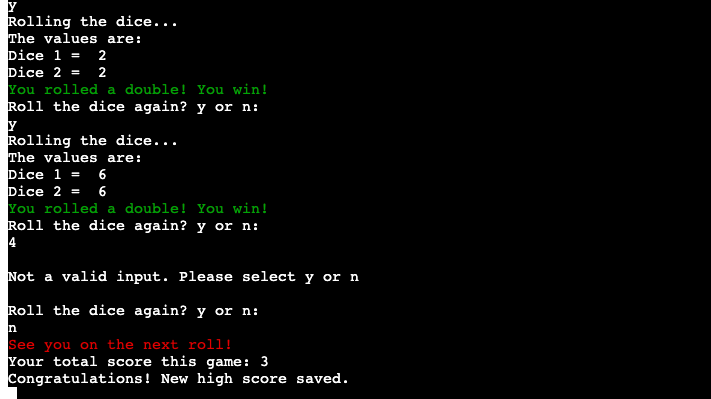 y
Rolling the dice...
The values are:
Dice 1 =  2
Dice 2 =  2
You rolled a double! You win!
Roll the dice again? y or n:
y
Rolling the dice...
The values are:
Dice 1 =  6
Dice 2 =  6
You rolled a double! You win!
Roll the dice again? y or n:
4
Not a valid input. Please select y or n
Roll the dice again? y or n:
n
See you on the next roll!
Your total score this game: 3
Congratulations! New high score saved.